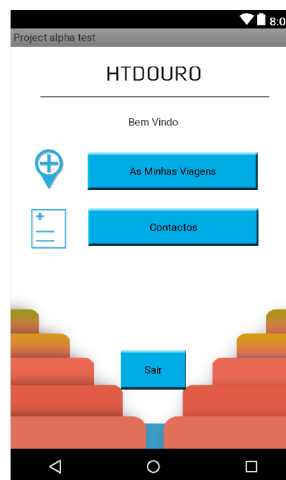 8:0
Project alpha test
HTDOURO
Bem Vindo
As Minhas Viagens
Contactos
Sair